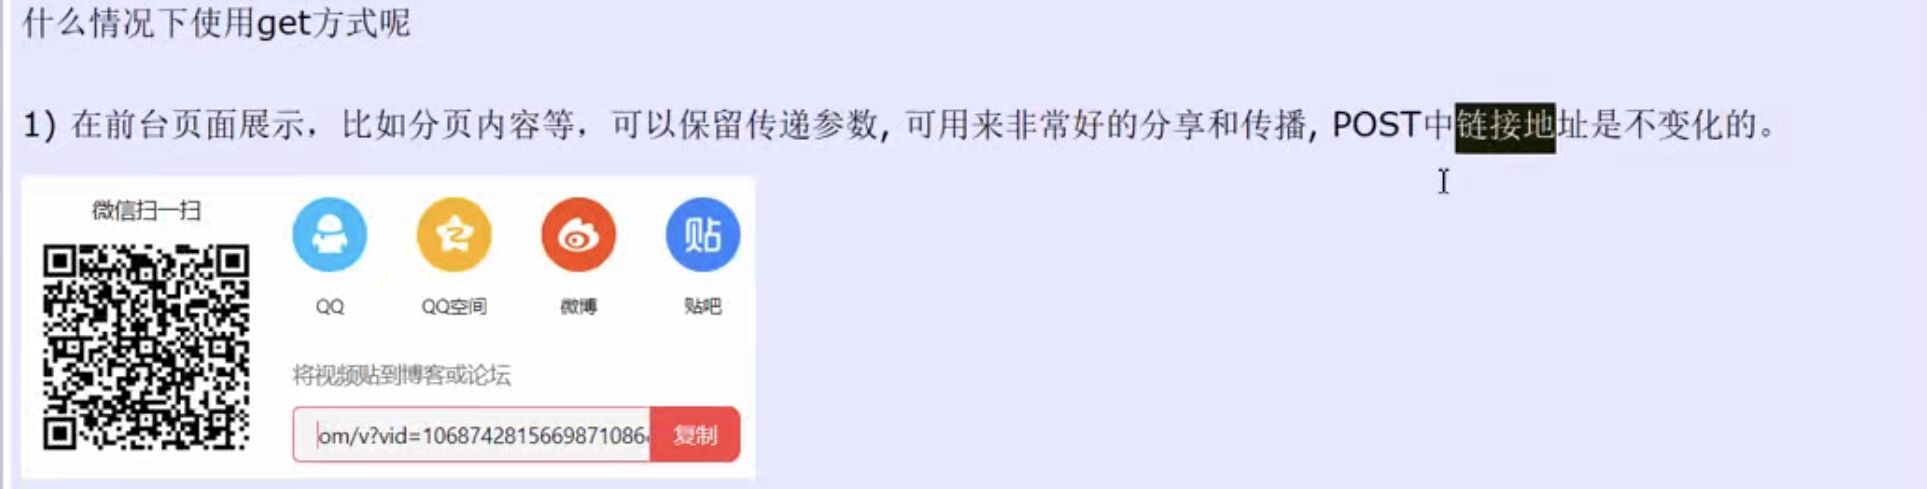 什么情况下使用get方式呢
1) 在前台页面展示，比如分页内容等，可以保留传递参数, 可用来非常好的分享和传播, POST中链接地址是不变化的。
微信扫一扫
贴
QQ
QQ空间
微博
贴吧
将视频贴到博客或论坛
om/v?vid=1068742815669871086
复制